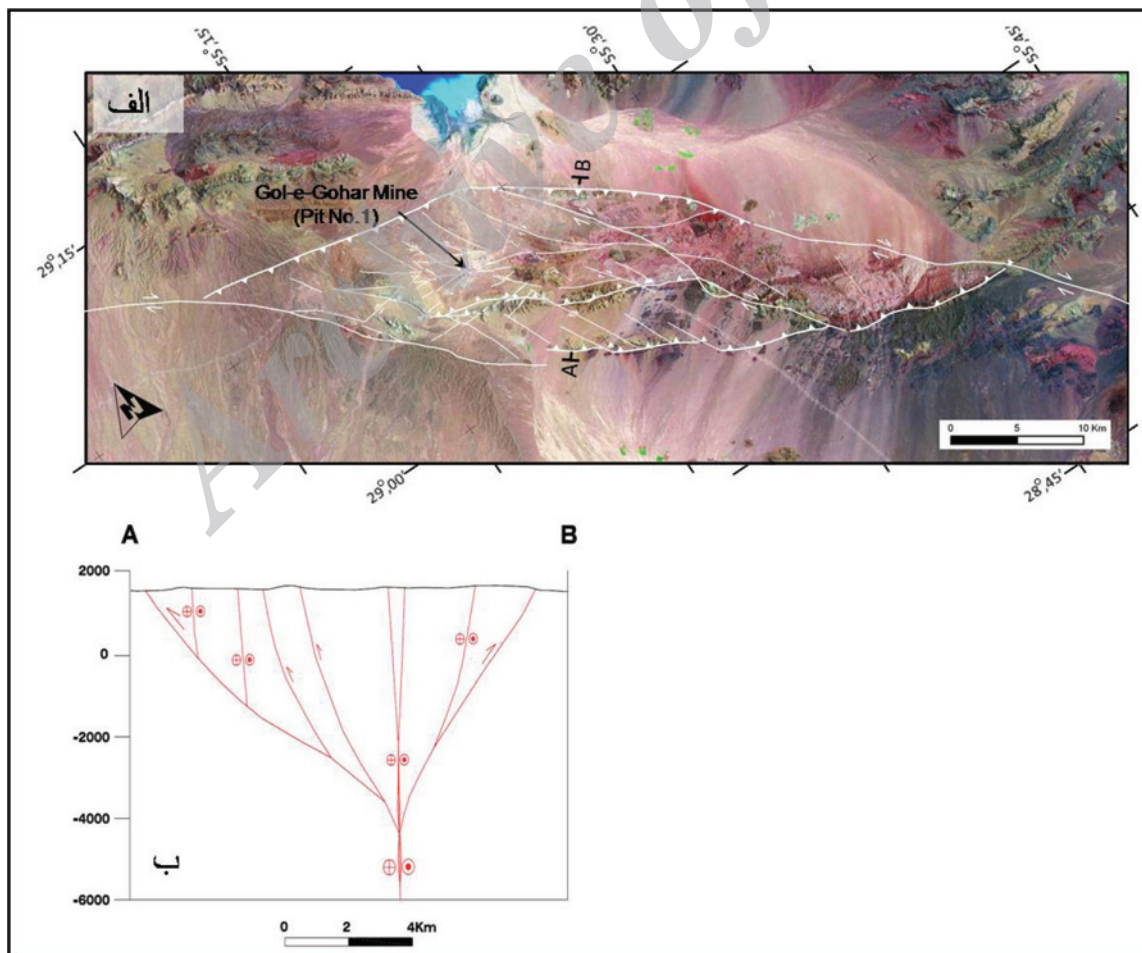 55°,15'
55°,30'
55°,45'
الف
B
Gol-e-Gohar Mine
(Pit No.1)
29°,15'
A
N
0 5 10 Km
29°,00'
28°,45'
A B
2000
0
-2000
-4000
ب
-6000
0 2 4Km